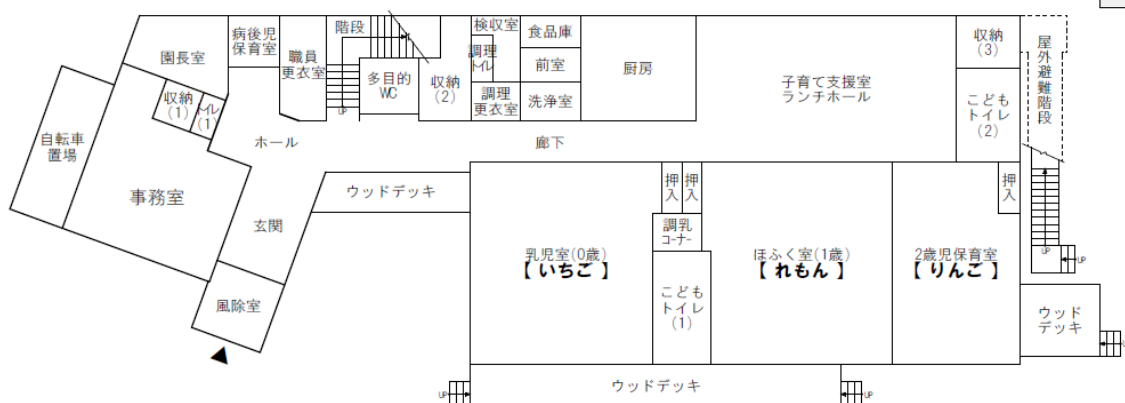 園長室
病後児
保育室
職員
更衣室
階段
UP
多目的
WC
収納
(2)
検収室
調理
トイレ
調理
更衣室
食品庫
前室
洗浄室
厨房
子育て支援室
ランチホール
収納
(3)
こども
トイレ
(2)
屋外避難階段
UP
UP
自転車
置場
収納
(1)
トイレ
(1)
事務室
ホール
廊下
玄関
風除室
ウッドデッキ
乳児室(0歳)
【 いちご 】
押入
押入
調乳
コーナー
こども
トイレ
(1)
ほふく室(1歳)
【 れもん 】
2歳児保育室
【 りんご 】
押入
ウッド
デッキ
ウッドデッキ
UP
UP